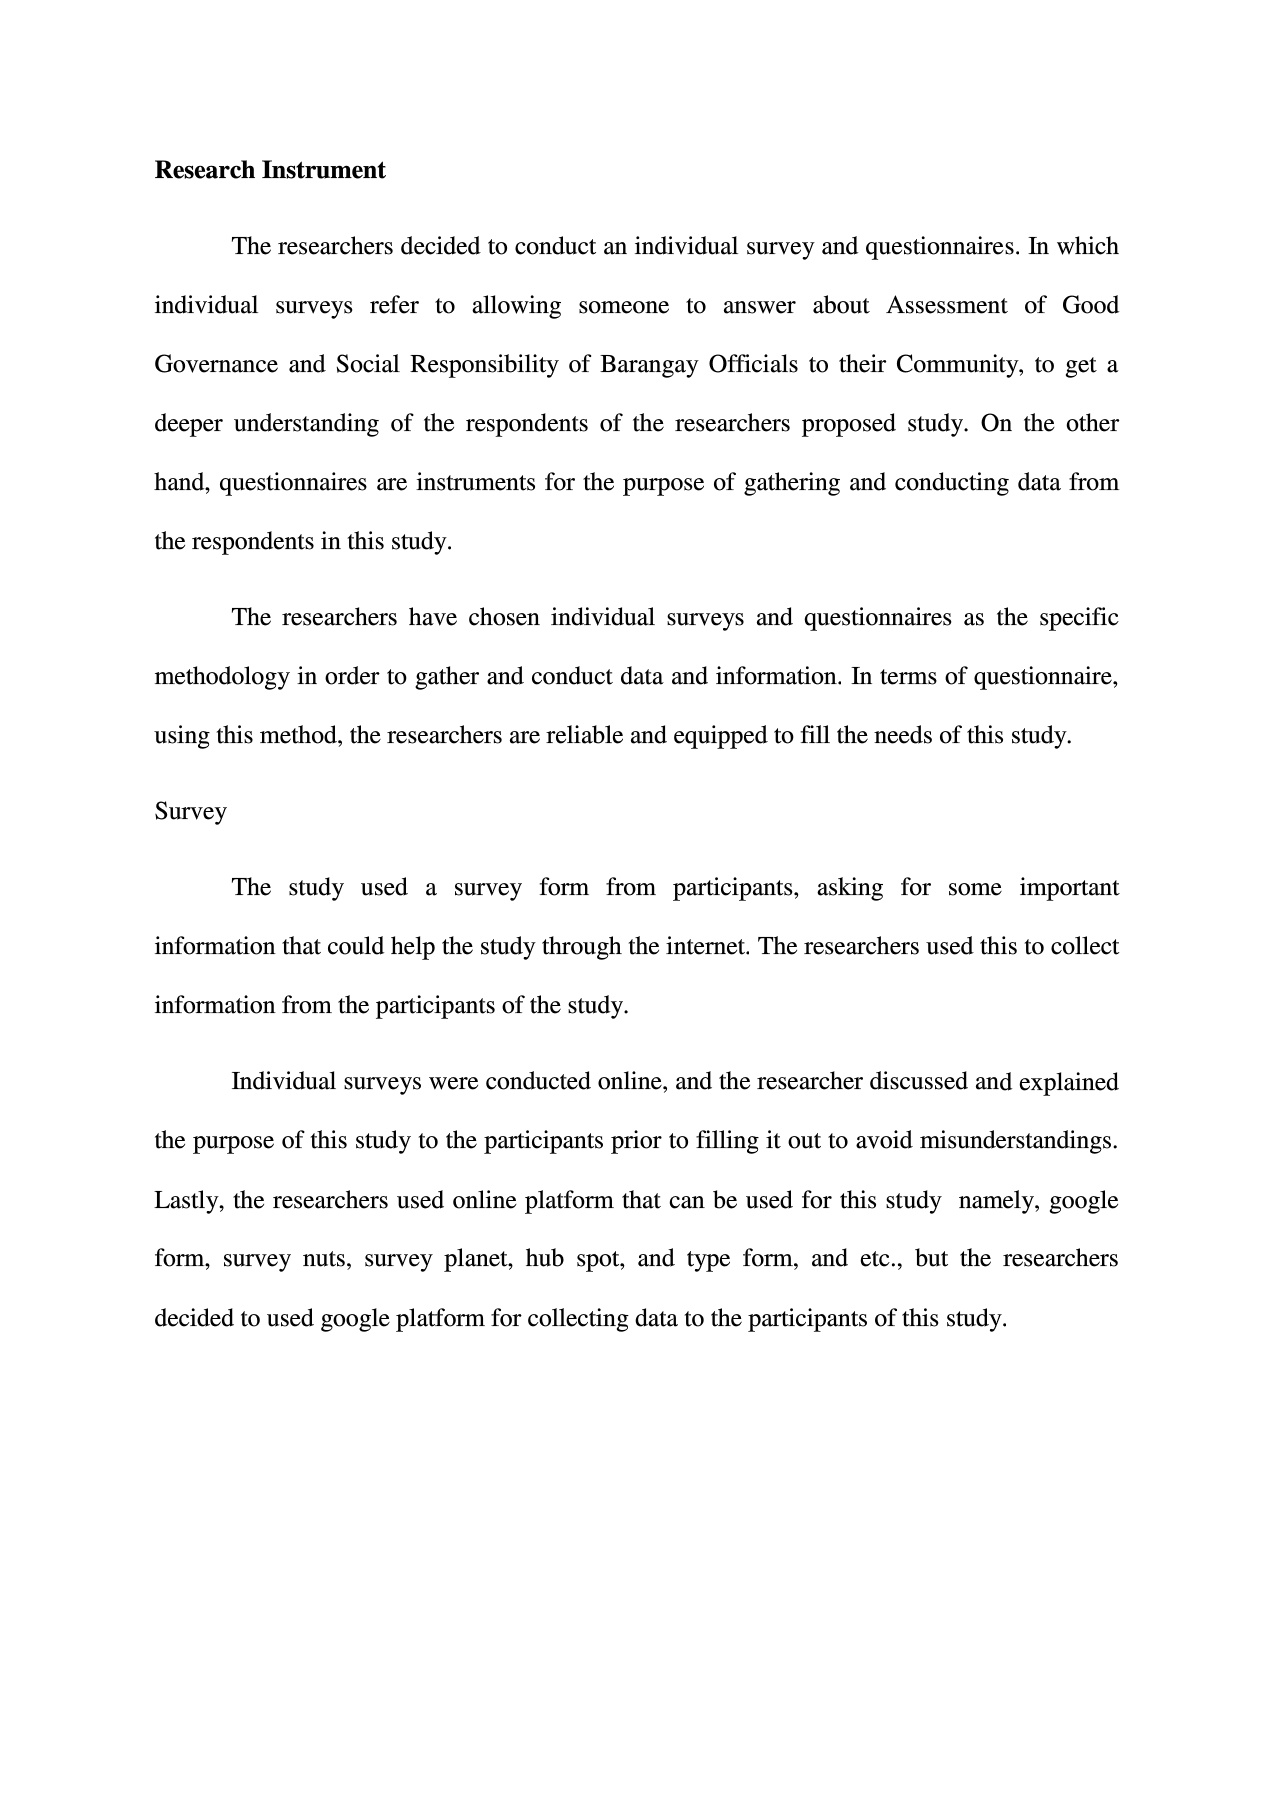 Research Instrument
The researchers decided to conduct an individual survey and questionnaires. In which
individual surveys refer to allowing someone to answer about Assessment of Good
Governance and Social Responsibility of Barangay Officials to their Community, to get a
deeper understanding of the respondents of the researchers proposed study. On the other
hand, questionnaires are instruments for the purpose of gathering and conducting data from
the respondents in this study.
The researchers have chosen individual surveys and questionnaires as the specific
methodology in order to gather and conduct data and information. In terms of questionnaire,
using this method, the researchers are reliable and equipped to fill the needs of this study.
Survey
The study used a survey form from participants, asking for some important
information that could help the study through the internet. The researchers used this to collect
information from the participants of the study.
Individual surveys were conducted online, and the researcher discussed and explained
the purpose of this study to the participants prior to filling it out to avoid misunderstandings.
Lastly, the researchers used online platform that can be used for this study  namely, google
form, survey nuts, survey planet, hub spot, and type form, and etc., but the researchers
decided to used google platform for collecting data to the participants of this study.